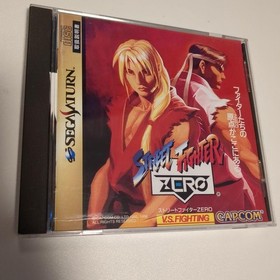 SEGA SATURN
ファイターたちの
原点がここにある
STREET FIGHTER
ZERO
ストリートファイターZERO
V.S. FIGHTING
CAPCOM